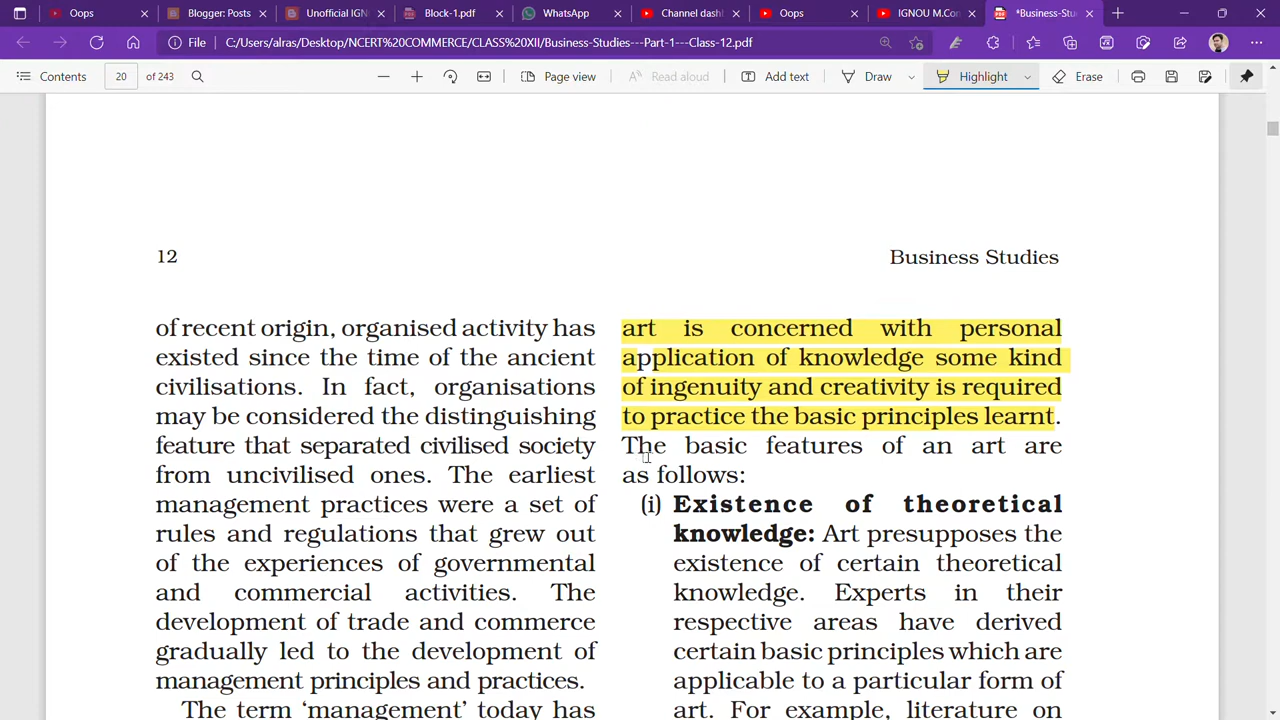 Oops
Blogger: Posts
Unofficial IGN
Block-1.pdf
WhatsApp
Channel dash
Oops
IGNOU M.Con
*Business-Stu
File
C:/Users/alras/Desktop/NCERT%20COMMERCE/CLASS%20XII/Business-Studies---Part-1---Class-12.pdf
Contents
20
of 243
Page view
Read aloud
Add text
Draw
Highlight
Erase
12
Business Studies
of recent origin, organised activity has
existed since the time of the ancient
civilisations. In fact, organisations
may be considered the distinguishing
feature that separated civilised society
from uncivilised ones. The earliest
management practices were a set of
rules and regulations that grew out
of the experiences of governmental
and commercial activities. The
development of trade and commerce
gradually led to the development of
management principles and practices.
The term ‘management’ today has
art is concerned with personal
application of knowledge some kind
of ingenuity and creativity is required
to practice the basic principles learnt.
The basic features of an art are
as follows:
(i) Existence of theoretical
knowledge: Art presupposes the
existence of certain theoretical
knowledge. Experts in their
respective areas have derived
certain basic principles which are
applicable to a particular form of
art. For example, literature on